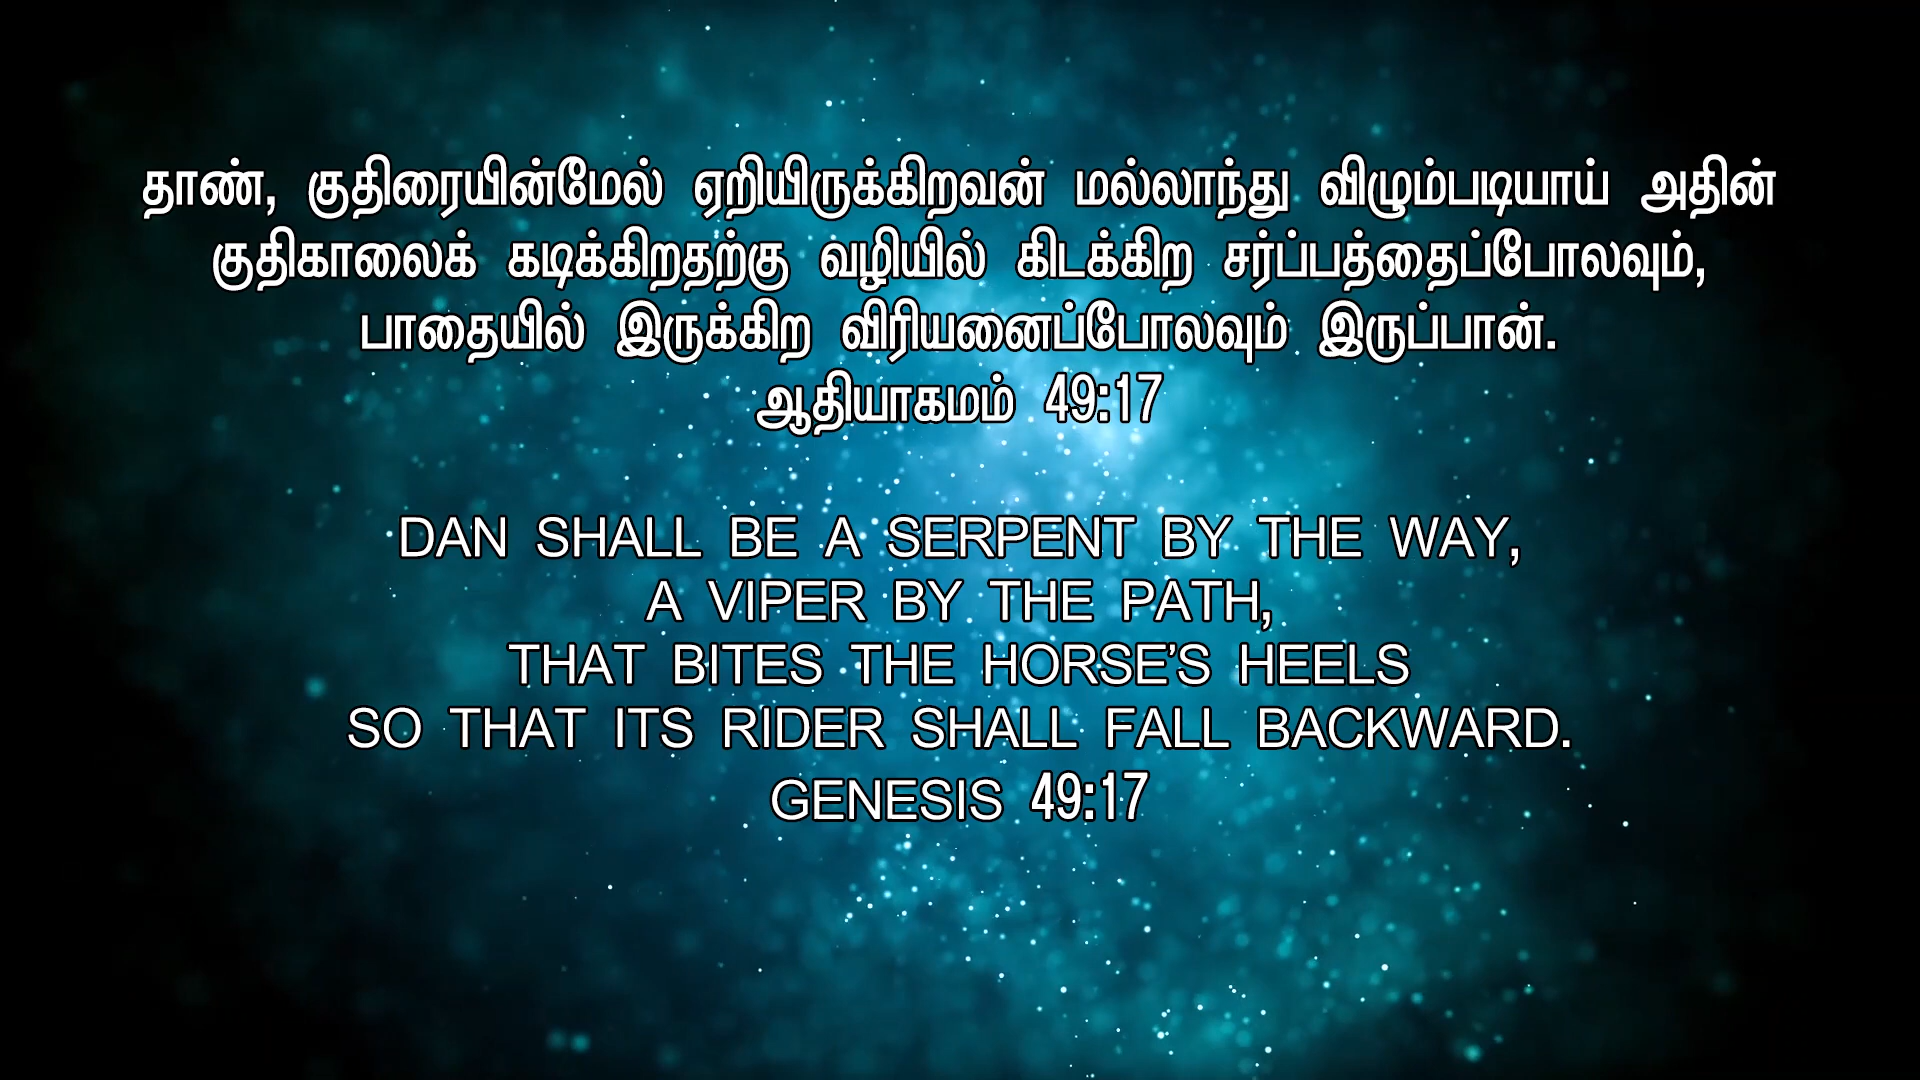 தாண், குதிரையின்மேல் ஏறியிருக்கிறவன் மல்லாந்து விழும்படியாய் அதின்
குதிகாலைக் கடிக்கிறதற்கு வழியில் கிடக்கிற சர்ப்பத்தைப்போலவும்,
பாதையில் இருக்கிற விரியனைப்போலவும் இருப்பான்.
ஆதியாகமம் 49:17
DAN SHALL BE A SERPENT BY THE WAY,
A VIPER BY THE PATH,
THAT BITES THE HORSE’S HEELS
SO THAT ITS RIDER SHALL FALL BACKWARD.
GENESIS 49:17